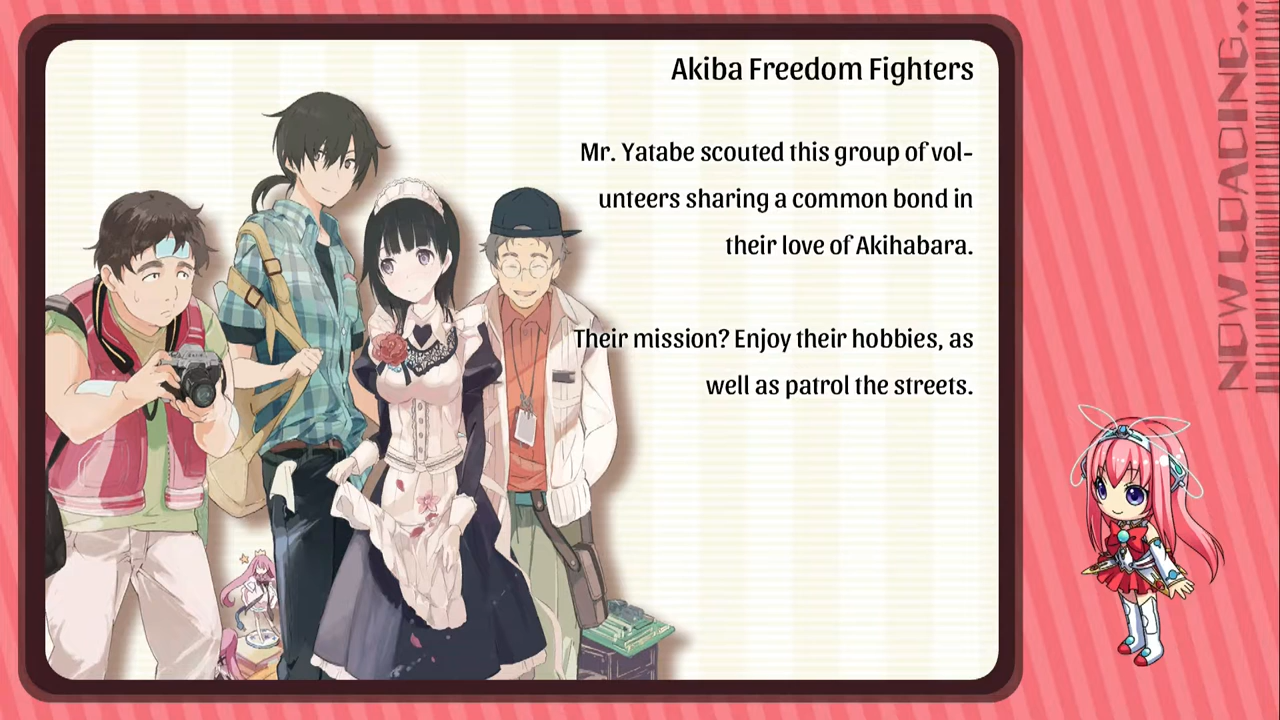 Akiba Freedom Fighters
Mr. Yatabe scouted this group of vol-
unteers sharing a common bond in
their love of Akihabara.
Their mission? Enjoy their hobbies, as
well as patrol the streets.
NOW LOADING...